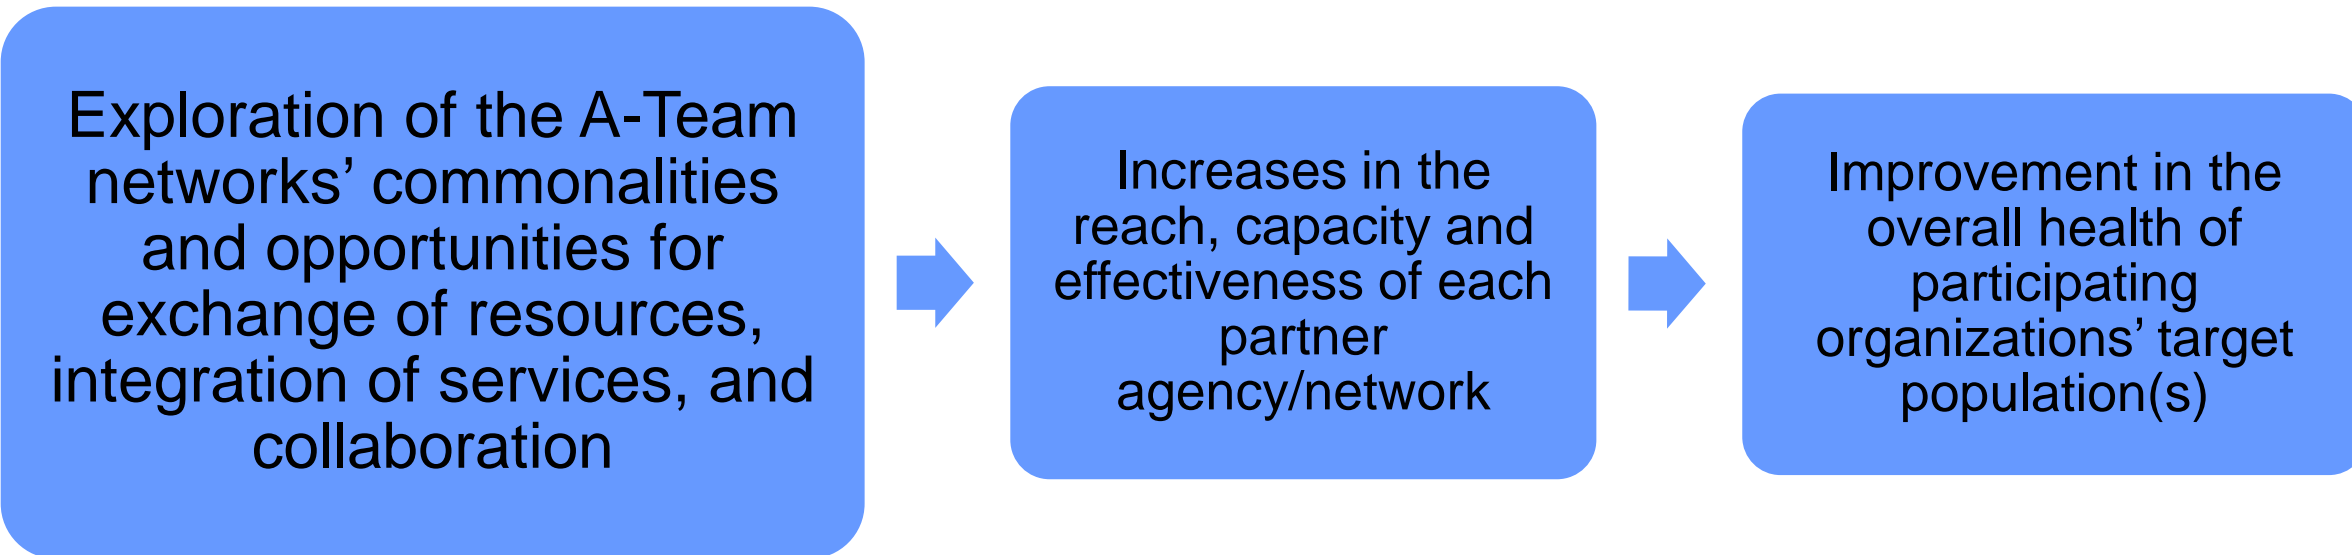 Exploration of the A-Team
networks’ commonalities
and opportunities for
exchange of resources,
integration of services, and
collaboration
Increases in the
reach, capacity and
effectiveness of each
partner
agency/network
Improvement in the
overall health of
participating
organizations’ target
population(s)